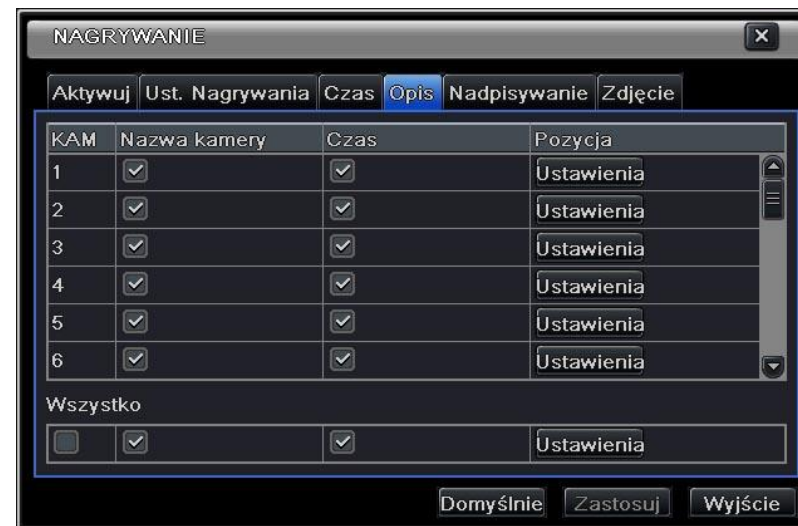 NAGRYWANIE
Aktywuj Ust. Nagrywania Czas Opis Nadpisywanie Zdjęcie
KAM Nazwa kamery Czas Pozycja
1 Ustawienia
2 Ustawienia
3 Ustawienia
4 Ustawienia
5 Ustawienia
6 Ustawienia
Wszystko
Ustawienia
Domyślnie Zastosuj Wyjście